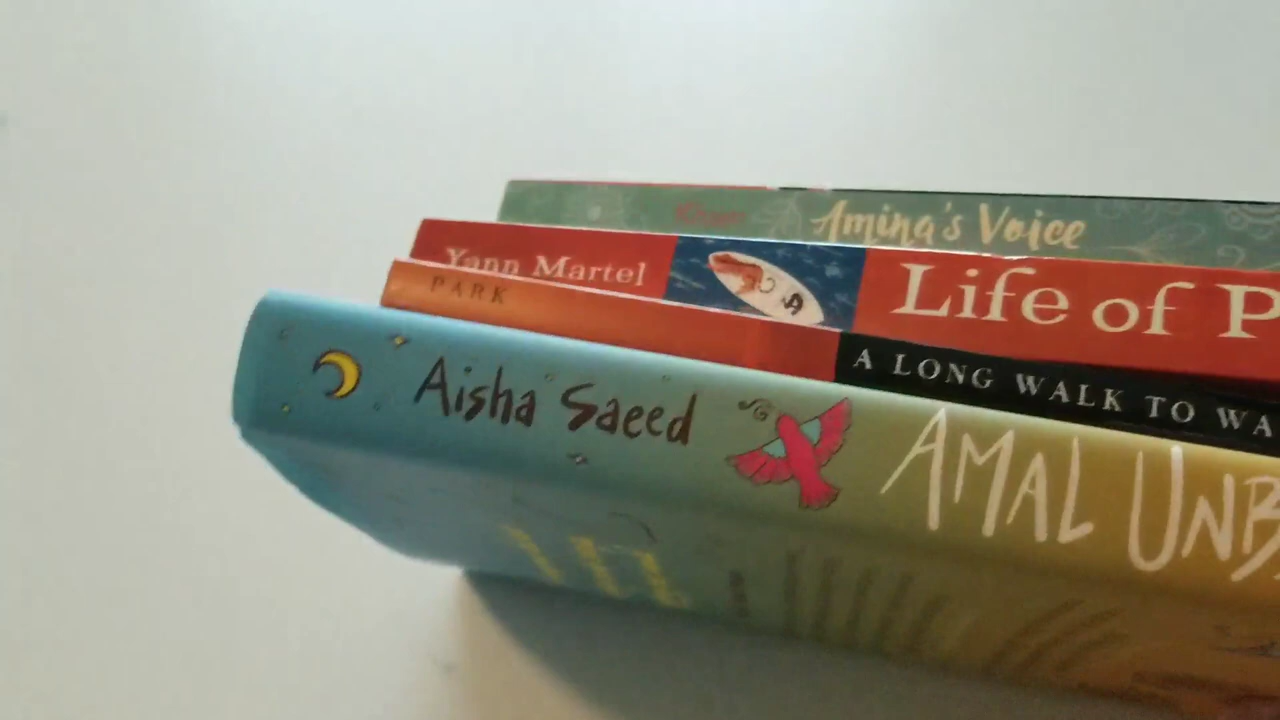 Amina's Voice
Yann Martel
Life of P
PARK
A LONG WALK TO WA
Aisha Saeed
AMAL UNB